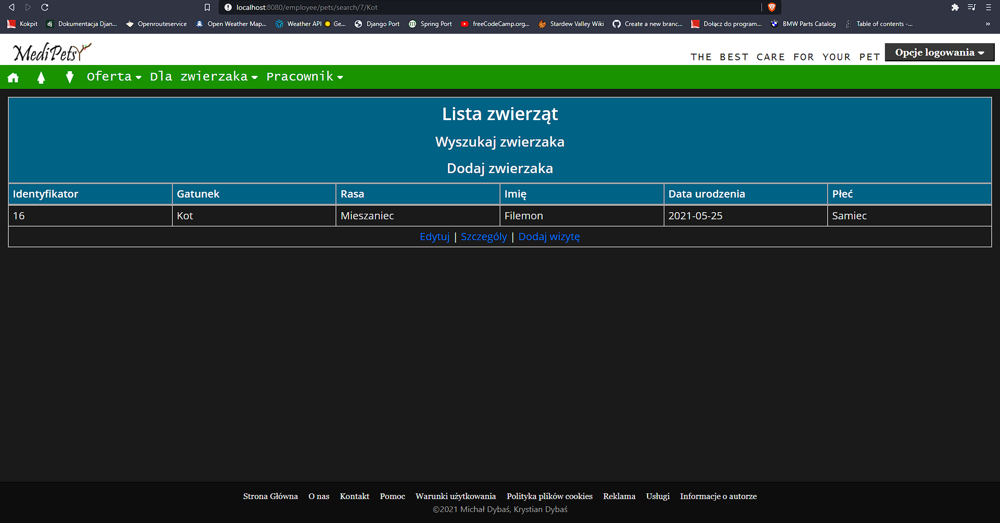 localhost:8080/employee/pets/search/7/Kot
Kokpit dj Dokumentacja Djan... Openrouteservice Open Weather Map... Weather API Ge... Django Port Spring Port freeCodeCamp.org... Stardew Valley Wiki Create a new branc... Dołącz do program... BMW Parts Catalog Table of contents -... »
MediPets
THE BEST CARE FOR YOUR PET Opcje logowania
Oferta Dla zwierzaka Pracownik
Lista zwierząt
Wyszukaj zwierzaka
Dodaj zwierzaka
Identyfikator Gatunek Rasa Imię Data urodzenia Płeć
16 Kot Mieszaniec Filemon 2021-05-25 Samiec
Edytuj | Szczegóły | Dodaj wizytę
Strona Główna O nas Kontakt Pomoc Warunki użytkowania Polityka plików cookies Reklama Usługi Informacje o autorze
©2021 Michał Dybaś, Krystian Dybaś